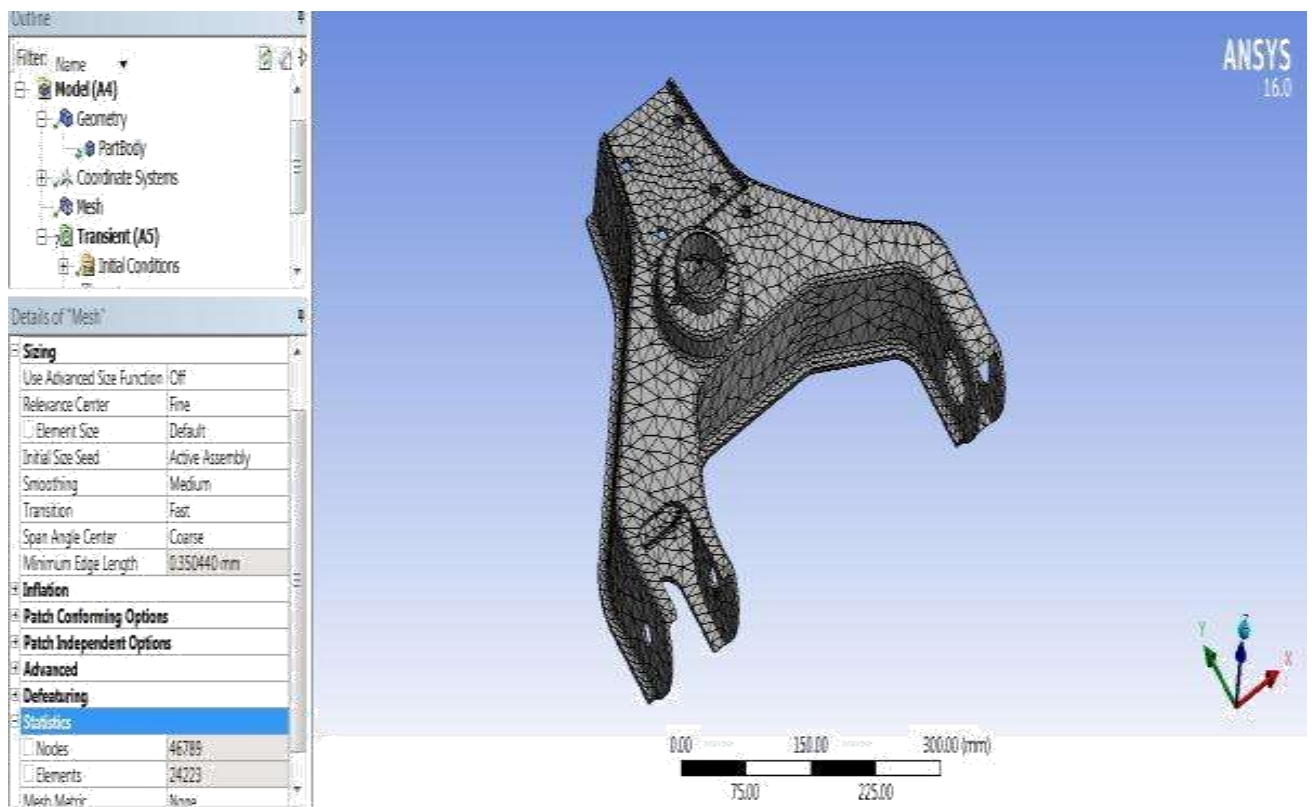 Outline
Filter: Name
Model (A4)
Geometry
PartBody
Coordinate Systems
Mesh
Transient (A5)
Initial Conditions
Details of "Mesh"
Sizing
Use Advanced Size Function Off
Relevance Center Fine
Element Size Default
Initial Size Seed Active Assembly
Smoothing Medium
Transition Fast
Span Angle Center Coarse
Minimum Edge Length 0.350440 mm
Inflation
Patch Conforming Options
Patch Independent Options
Advanced
Defeaturing
Statistics
Nodes 46789
Elements 24223
Mesh Metric None
ANSYS
16.0
Y
Z
X
0.00 150.00 300.00 (mm)
75.00 225.00